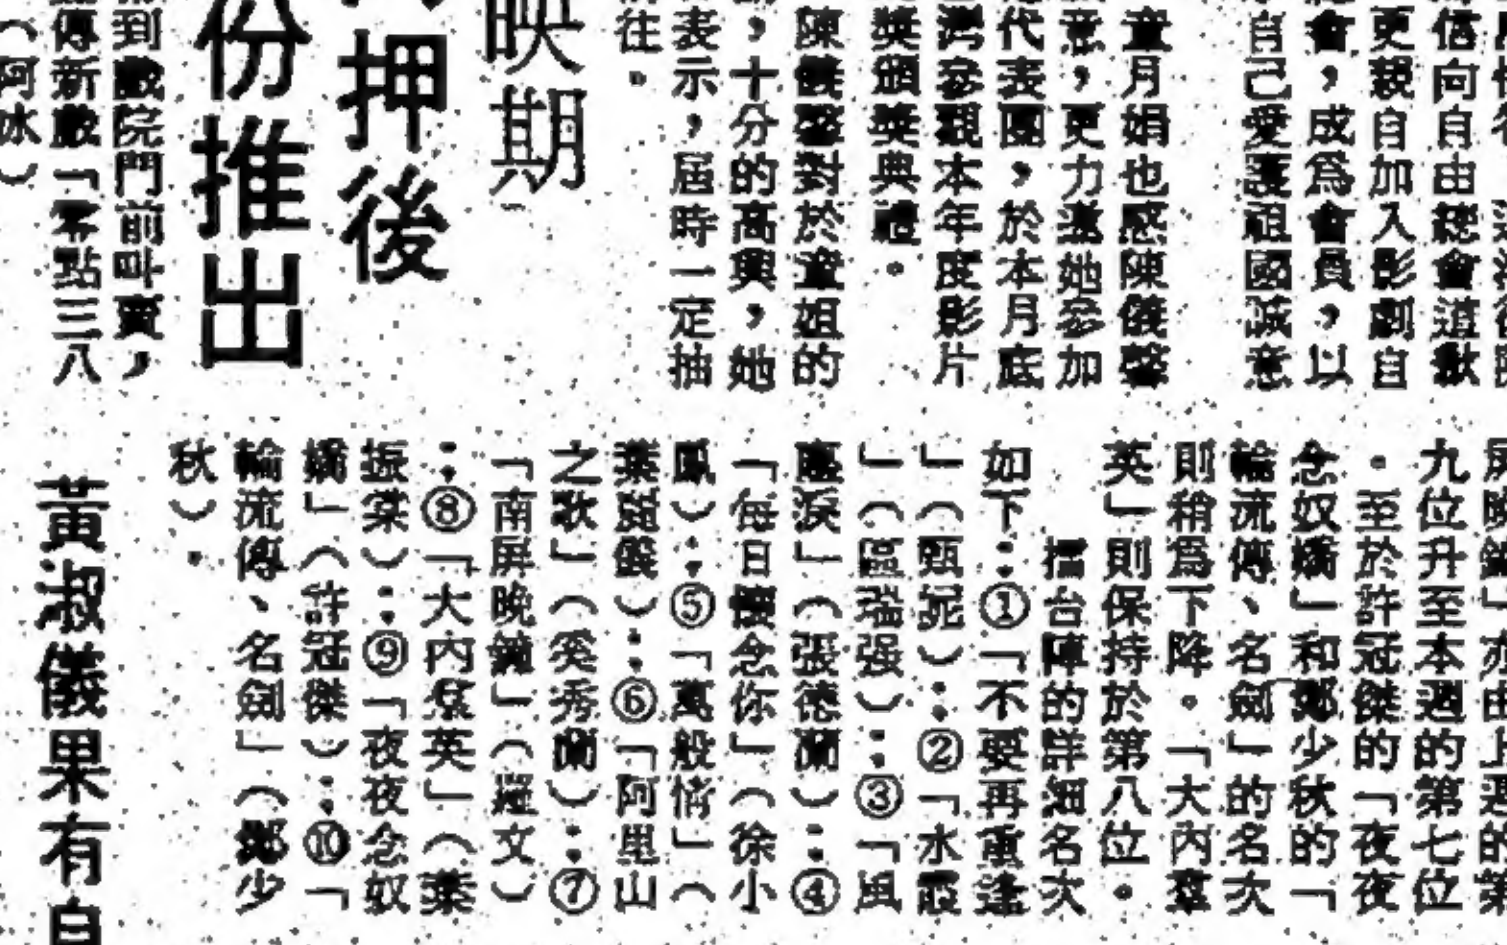 信向自由總會道歉
更親自加入影劇自
總會，成為會員，以
自己愛護祖國誠意
童月娟也感陳儀馨
意，更力邀她參加
代表團，於本月底
灣參觀本年度影片
獎頒獎典禮。
陳儀馨對於童姐的
，十分的高興，她
表示，屆時一定抽
往。
映期
押後
份推出
到戲院門前叫賣，
傳新戲「零點三八
（阿冰）
屏晚鐘」亦由上週的第
九位升至本週的第七位
。至於許冠傑的「夜夜
念奴嬌」和鄭少秋的「
輪流傳、名劍」的名次
則稍為下降。「大內羣
英」則保持於第八位。
擂台陣的詳細名次
如下：①「不要再重逢
」（甄妮）；②「水霞
」（區瑞强）；③「風
塵淚」（張德蘭）；④
「每日懷念你」（徐小
鳳）；⑤「萬般情」（
葉麗儀）；⑥「阿里山
之歌」（奚秀蘭）；⑦
「南屏晚鐘」（羅文）
；⑧「大內羣英」（葉
振棠）；⑨「夜夜念奴
嬌」（許冠傑）；⑩「
輪流傳、名劍」（鄭少
秋）。
黃淑儀果有自